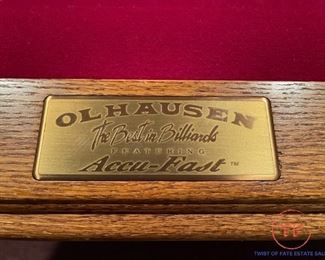 OLHAUSEN
The Best in Billiards
FEATURING
Accu-Fast™
TWIST OF FATE ESTATE SALES